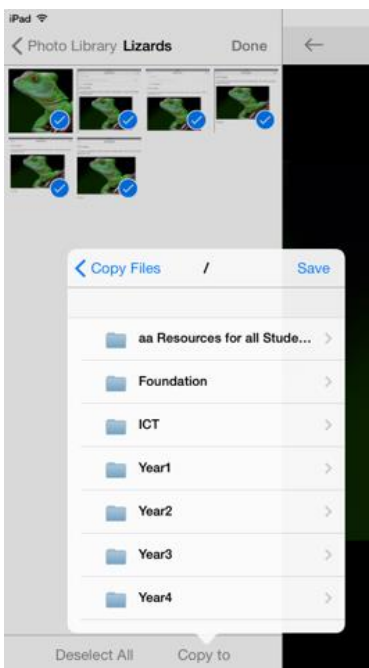 iPad
Photo Library Lizards Done
Copy Files / Save
aa Resources for all Stude...
Foundation
ICT
Year1
Year2
Year3
Year4
Deselect All Copy to